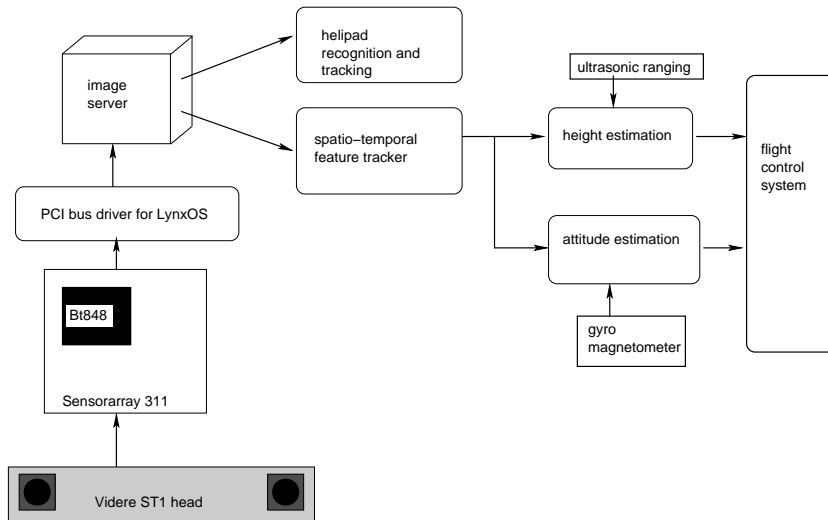 helipad
recognition and
tracking
image
server
ultrasonic ranging
spatio−temporal
feature tracker
height estimation
flight
control
system
PCI bus driver for LynxOS
attitude estimation
Bt848
gyro
magnetometer
Sensorarray 311
Videre ST1 head